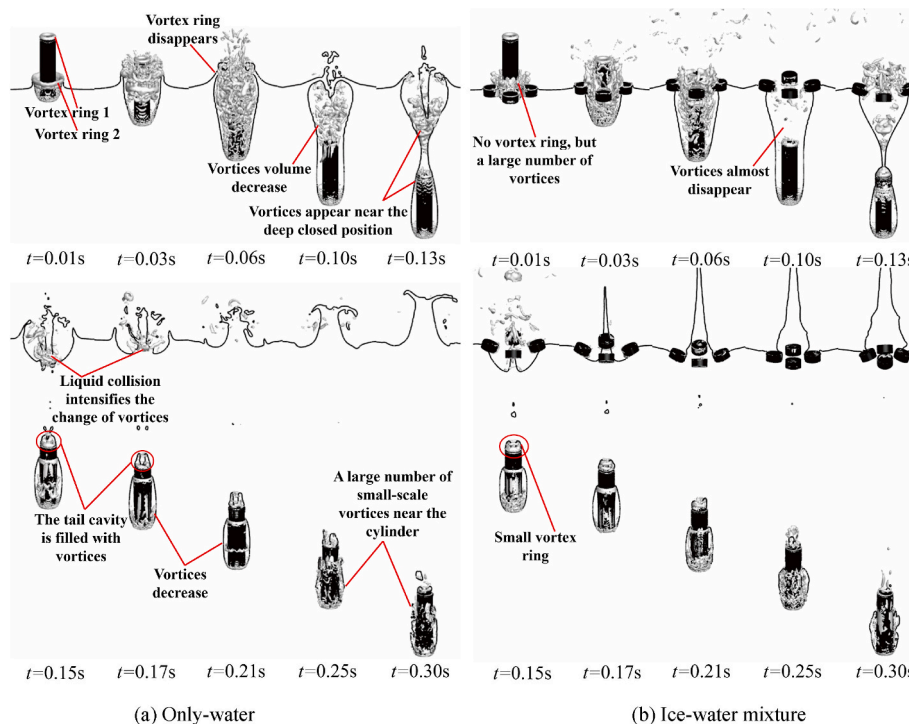 Vortex ring
disappears
Vortex ring 1
Vortex ring 2
Vortices volume
decrease
Vortices appear near the
deep closed position
t=0.01s t=0.03s t=0.06s t=0.10s t=0.13s
Liquid collision
intensifies the
change of vortices
The tail cavity
is filled with
vortices
Vortices
decrease
A large number of
small-scale
vortices near the
cylinder
t=0.15s t=0.17s t=0.21s t=0.25s t=0.30s
(a) Only-water
No vortex ring, but
a large number of
vortices
Vortices almost
disappear
t=0.01s t=0.03s t=0.06s t=0.10s t=0.13s
Small vortex
ring
t=0.15s t=0.17s t=0.21s t=0.25s t=0.30s
(b) Ice-water mixture